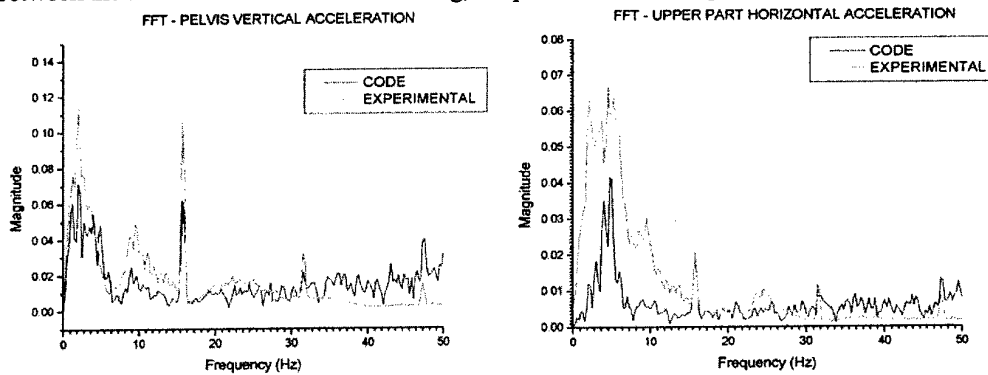 FFT - PELVIS VERTICAL ACCELERATION
0.14
0.12
0.10
0.08
0.06
0.04
0.02
0.00
Magnitude
CODE
EXPERIMENTAL
0 10 20 30 40 50
Frequency (Hz)
FFT - UPPER PART HORIZONTAL ACCELERATION
0.08
0.07
0.06
0.05
0.04
0.03
0.02
0.01
0.00
Magnitude
CODE
EXPERIMENTAL
0 10 20 30 40 50
Frequency (Hz)